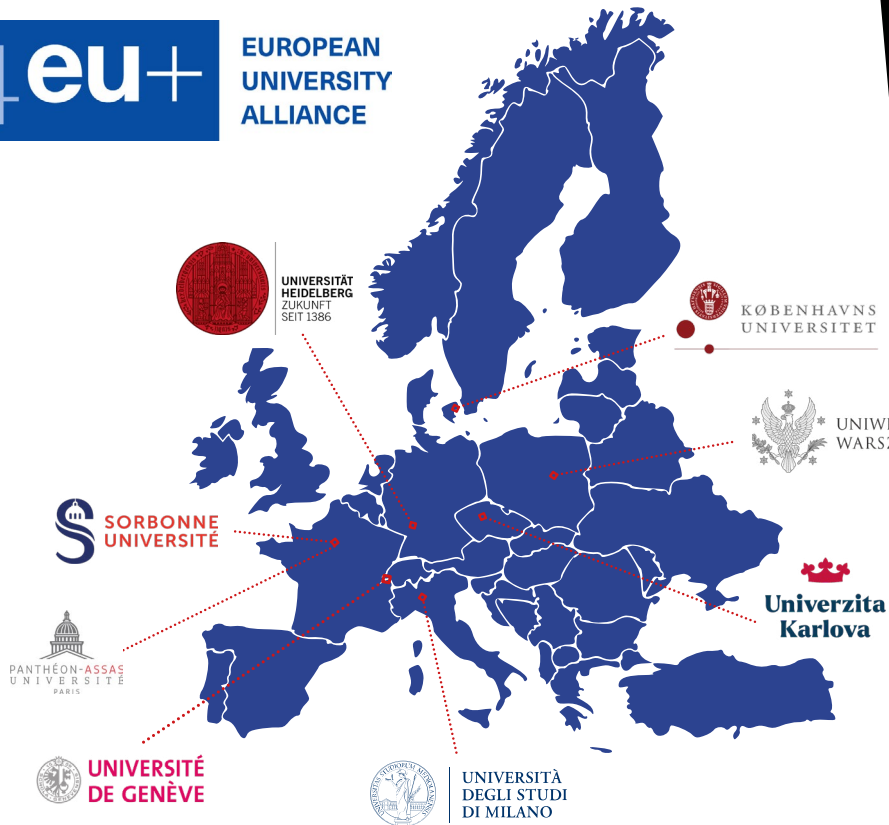 eu+
EUROPEAN
UNIVERSITY
ALLIANCE
UNIVERSITÄT
HEIDELBERG
ZUKUNFT
SEIT 1386
KØBENHAVNS
UNIVERSITET
SORBONNE
UNIVERSITÉ
Univerzita
Karlova
PANTHÉON-ASSAS
UNIVERSITÉ
PARIS
UNIVERSITÉ
DE GENÈVE
UNIVERSITÀ
DEGLI STUDI
DI MILANO